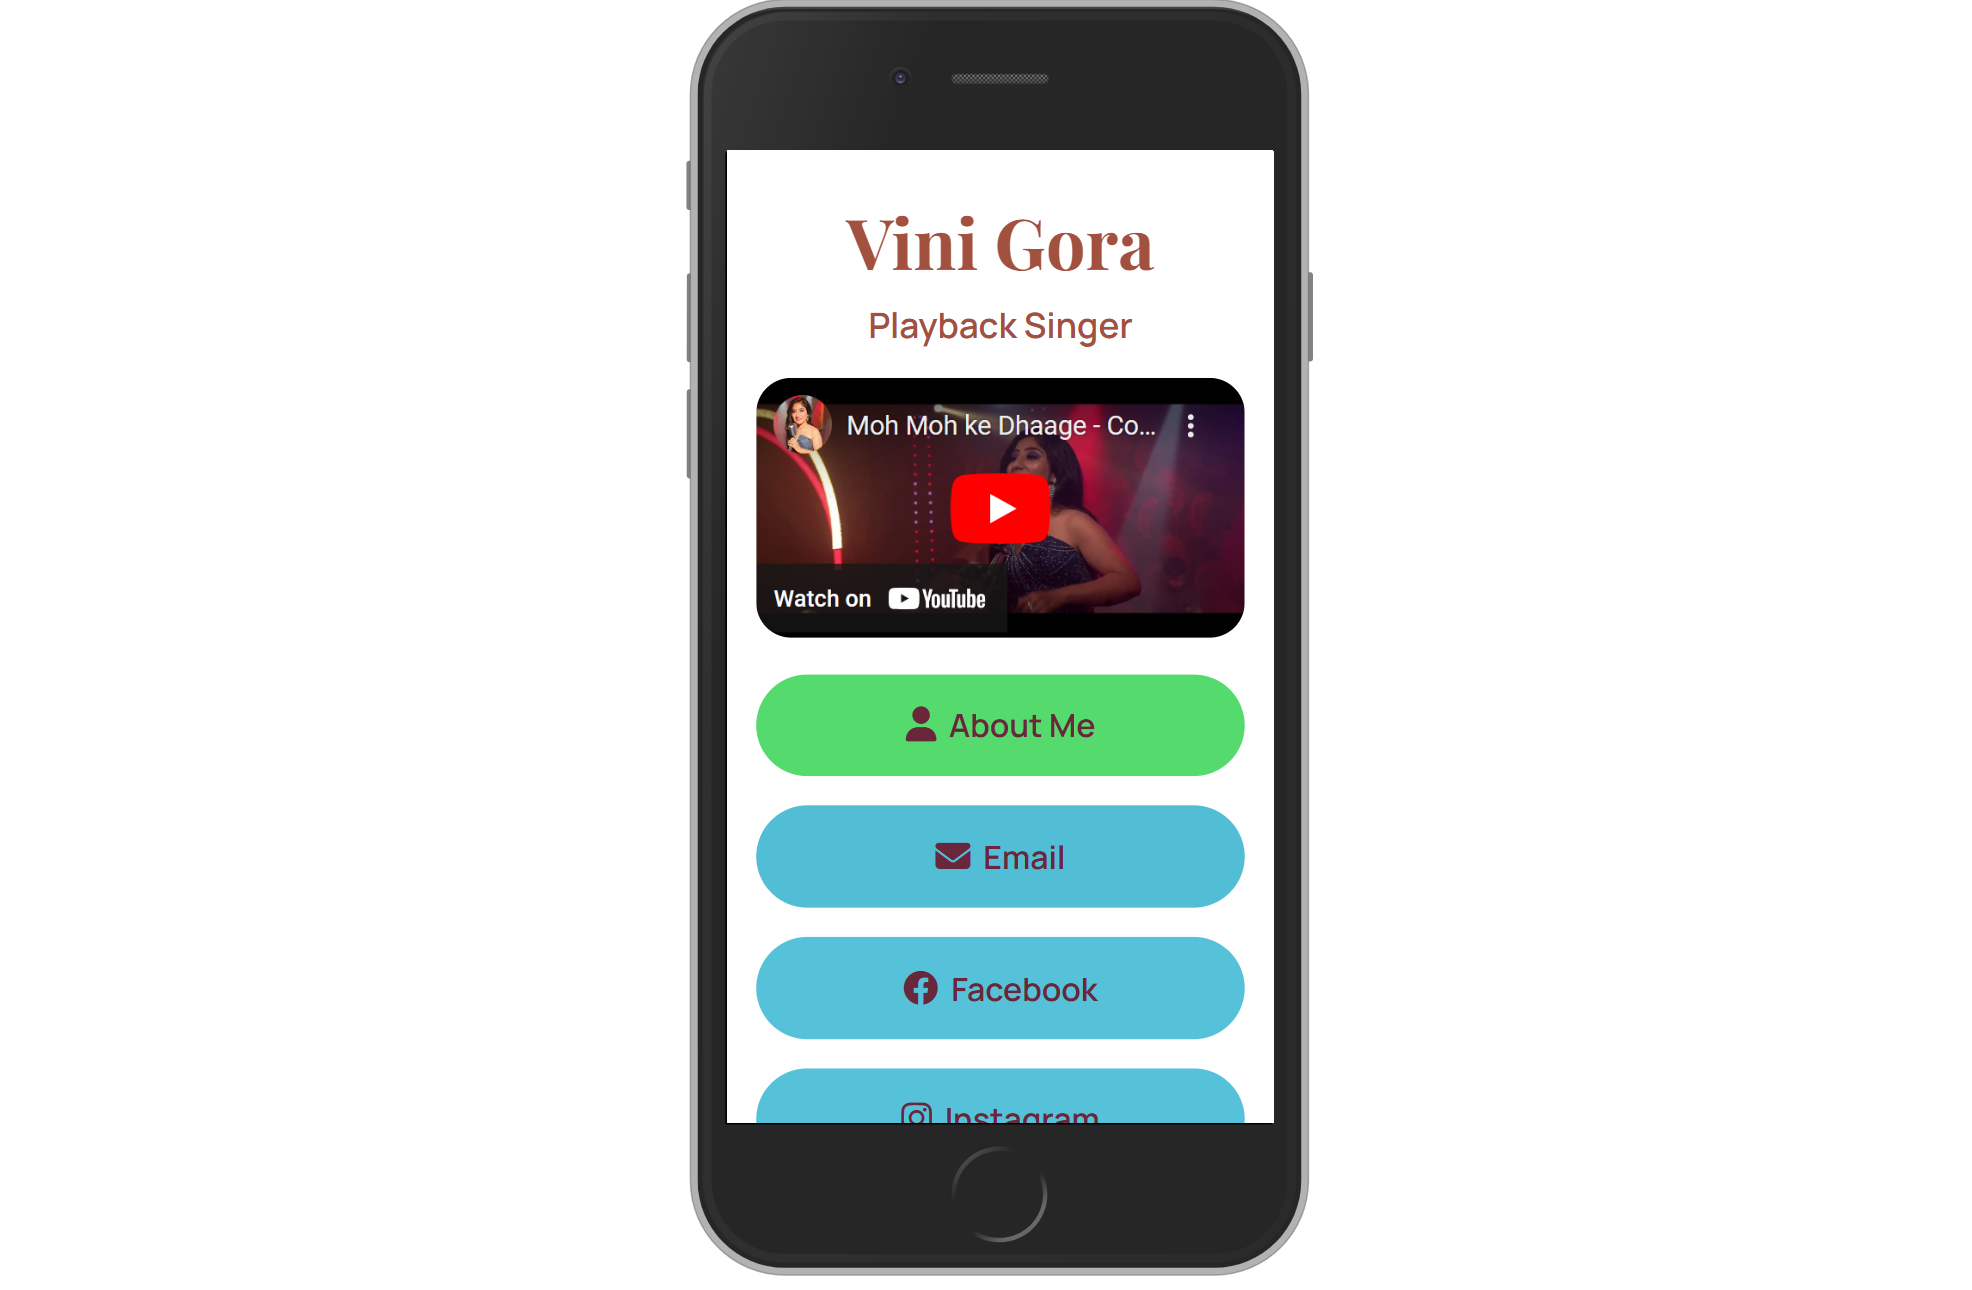 Vini Gora
Playback Singer
Moh Moh ke Dhaage - Co...
Watch on YouTube
About Me
Email
Facebook
Instagram